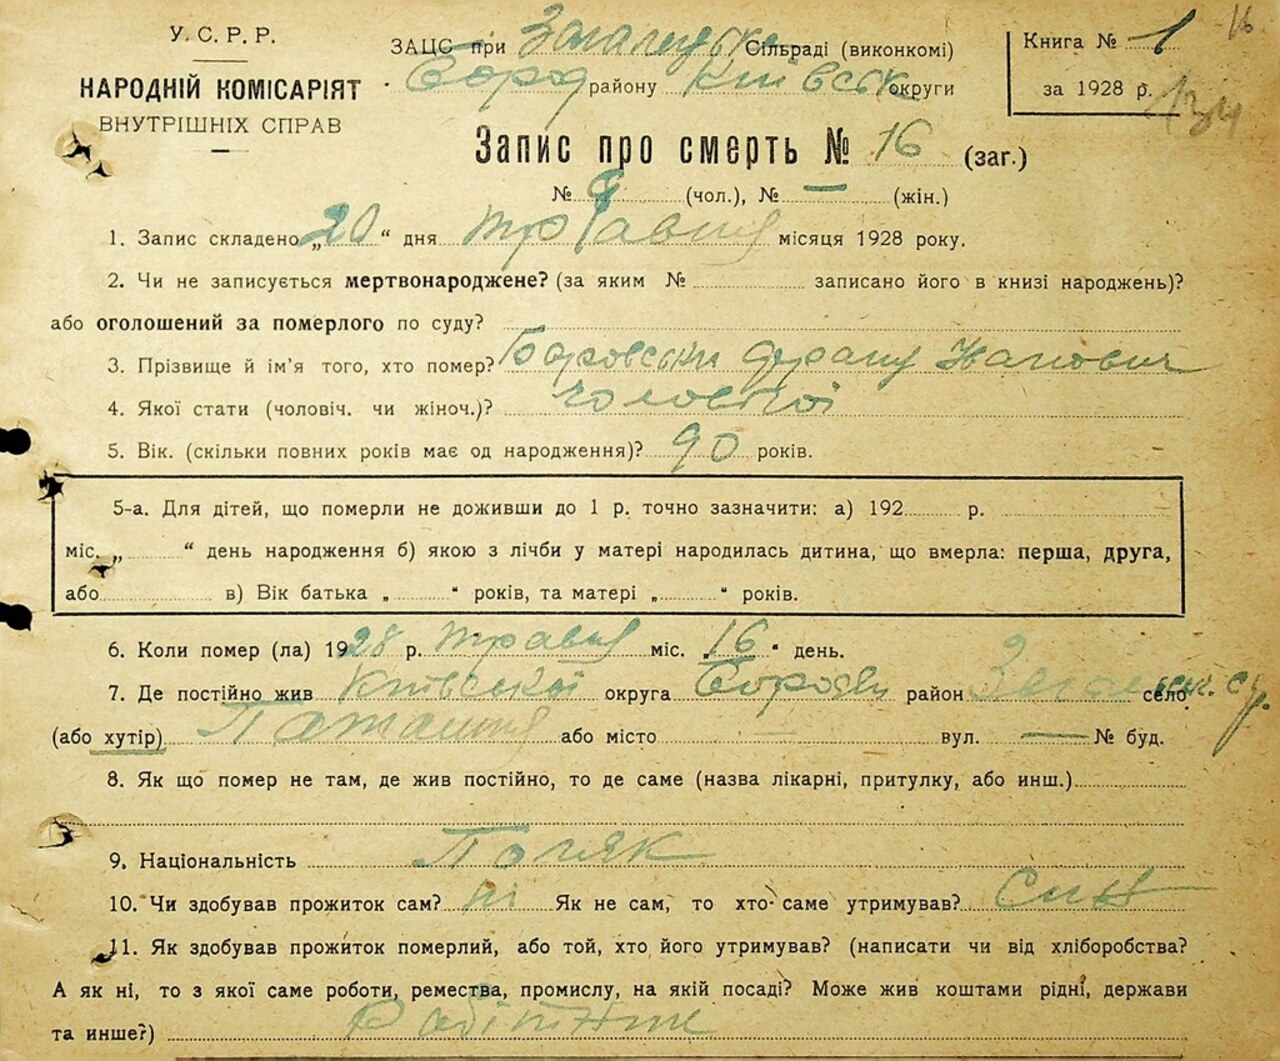 У. С. Р. Р.
НАРОДНІЙ КОМІСАРІЯТ
ВНУТРІШНІХ СПРАВ
ЗАЦС при Загальцьке Сільраді (виконкомі)
Бород району Київськ округи
Книга № 1
за 1928 р.
16
134
Запис про смерть № 16 (заг.)
№ 9 (чол.), № — (жін.)
1. Запис складено „20“ дня травня місяця 1928 року.
2. Чи не записується мертвонароджене? (за яким № записано його в книзі народжень)?
або оголошений за померлого по суду?
3. Прізвище й ім'я того, хто помер? Боровськи Франц Іванович
4. Якої стати (чоловіч. чи жіноч.)? чоловічої
5. Вік. (скільки повних років має од народження)? 90 років.
5-а. Для дітей, що померли не доживши до 1 р. точно зазначити: а) 192 р.
міс. „ “ день народження б) якою з лічби у матері народилась дитина, що вмерла: перша, друга,
або в) Вік батька „ “ років, та матері „ “ років.
6. Коли помер (ла) 1928 р. травня міс. „16“ день.
7. Де постійно жив Київської округа Бородян район село
(або хутір) або місто вул. — № буд.
8. Як що помер не там, де жив постійно, то де саме (назва лікарні, притулку, або инш.)
9. Національність Поляк
10. Чи здобував прожиток сам? ні Як не сам, то хто саме утримував? Син
11. Як здобував прожиток померлий, або той, хто його утримував? (написати чи від хліборобства?
А як ні, то з якої саме роботи, ремества, промислу, на якій посаді? Може жив коштами рідні, держави
та инше?) Робітник